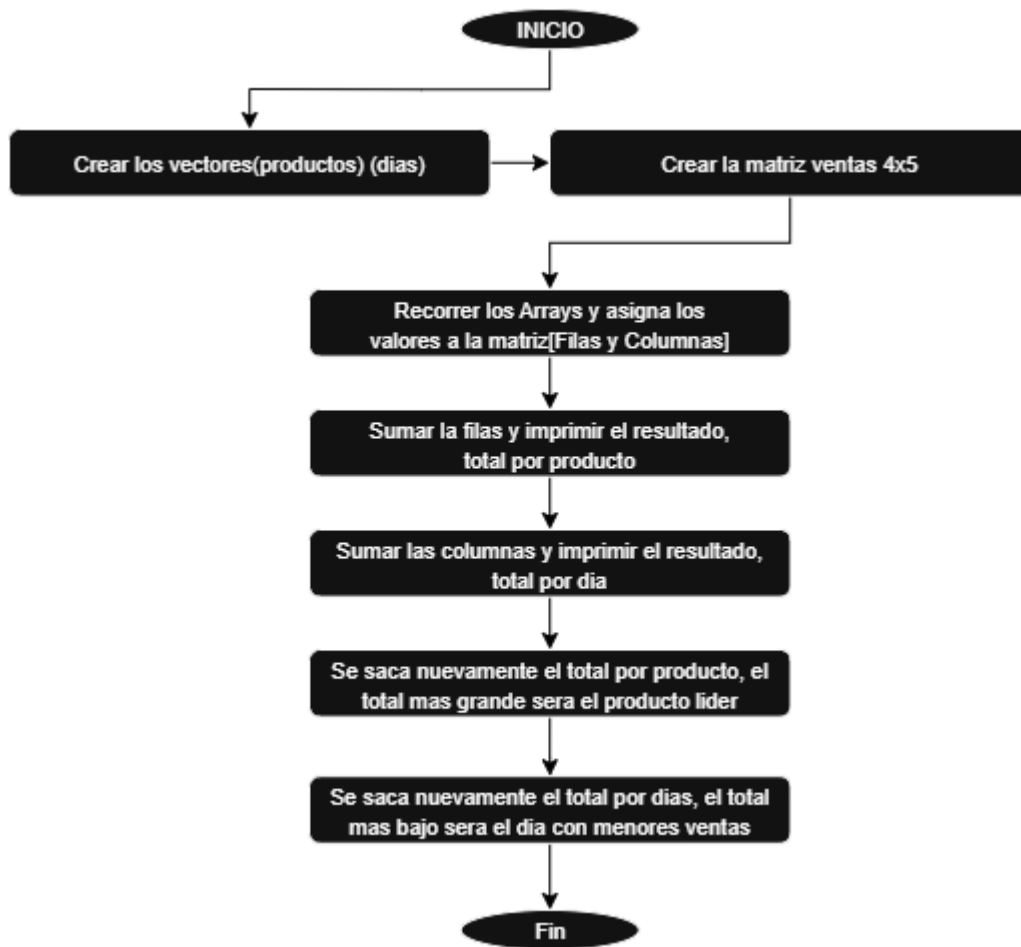 INICIO
Crear los vectores(productos) (dias)
Crear la matriz ventas 4x5
Recorrer los Arrays y asigna los
valores a la matriz[Filas y Columnas]
Sumar la filas y imprimir el resultado,
total por producto
Sumar las columnas y imprimir el resultado,
total por dia
Se saca nuevamente el total por producto, el
total mas grande sera el producto lider
Se saca nuevamente el total por dias, el total
mas bajo sera el dia con menores ventas
Fin